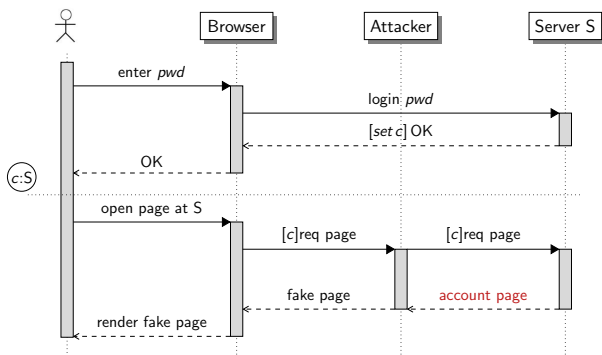 Browser
Attacker
Server S
enter pwd
login pwd
[set c] OK
OK
c:S
open page at S
[c]req page
[c]req page
fake page
account page
render fake page